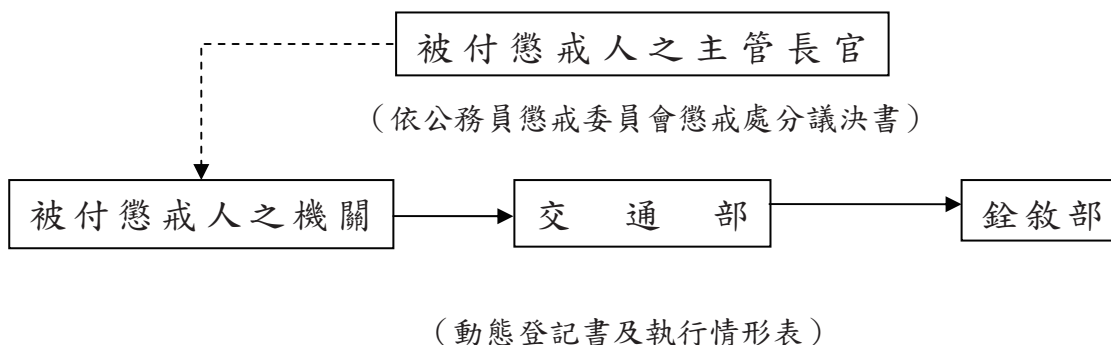 被付懲戒人之主管長官
（依公務員懲戒委員會懲戒處分議決書）
被付懲戒人之機關
交通部
銓敘部
（動態登記書及執行情形表）